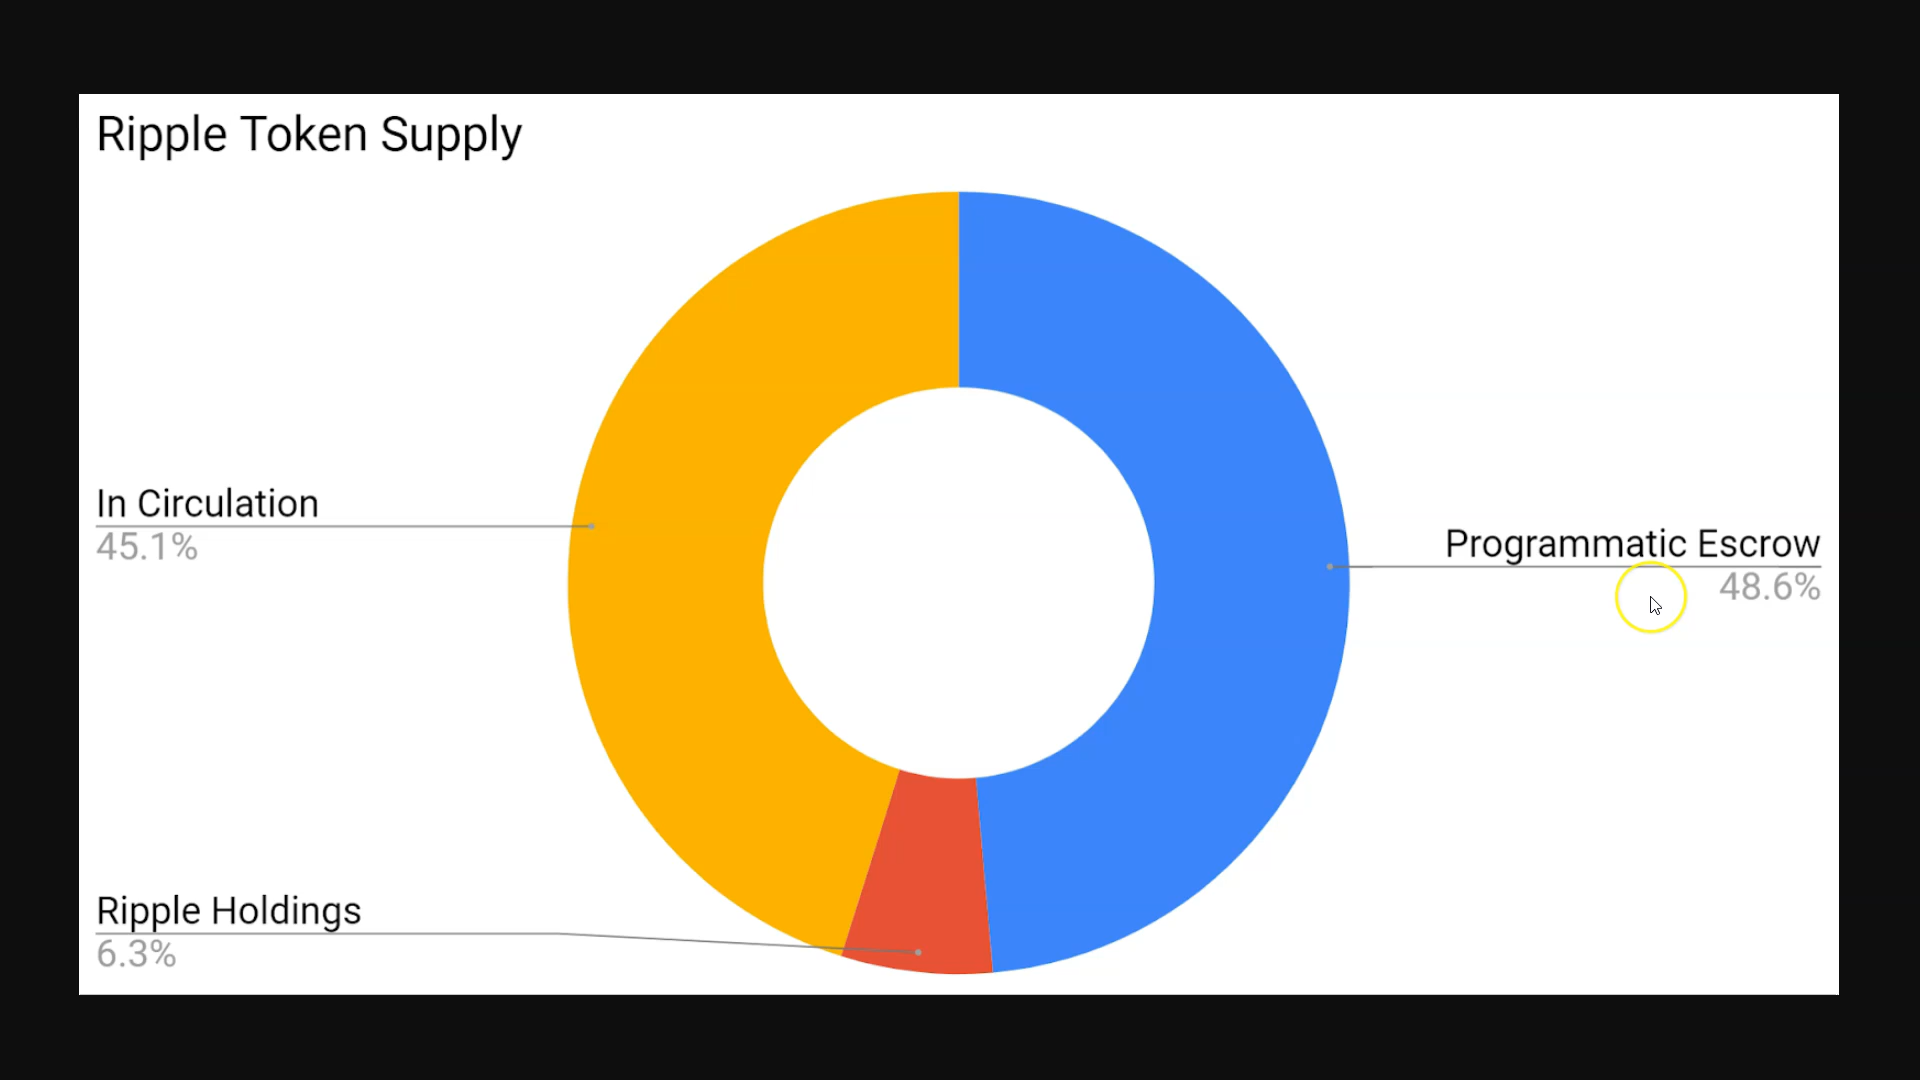 Ripple Token Supply
In Circulation
45.1%
Programmatic Escrow
48.6%
Ripple Holdings
6.3%